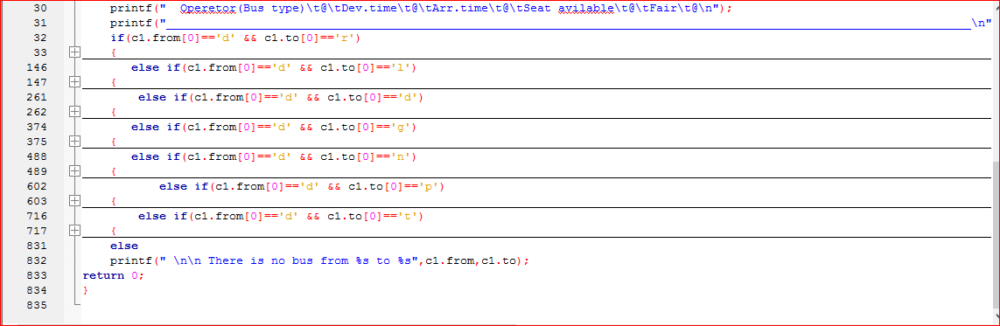 30 printf("  Operetor(Bus type)\t@\tDev.time\t@\tArr.time\t@\tSeat avilable\t@\tFair\t@\n");
31 printf("______________________________________________________________________________\n"
32 if(c1.from[0]=='d' && c1.to[0]=='r')
33 {
146 else if(c1.from[0]=='d' && c1.to[0]=='l')
147 {
261 else if(c1.from[0]=='d' && c1.to[0]=='d')
262 {
374 else if(c1.from[0]=='d' && c1.to[0]=='g')
375 {
488 else if(c1.from[0]=='d' && c1.to[0]=='n')
489 {
602 else if(c1.from[0]=='d' && c1.to[0]=='p')
603 {
716 else if(c1.from[0]=='d' && c1.to[0]=='t')
717 {
831 else
832 printf(" \n\n There is no bus from %s to %s",c1.from,c1.to);
833 return 0;
834 }
835